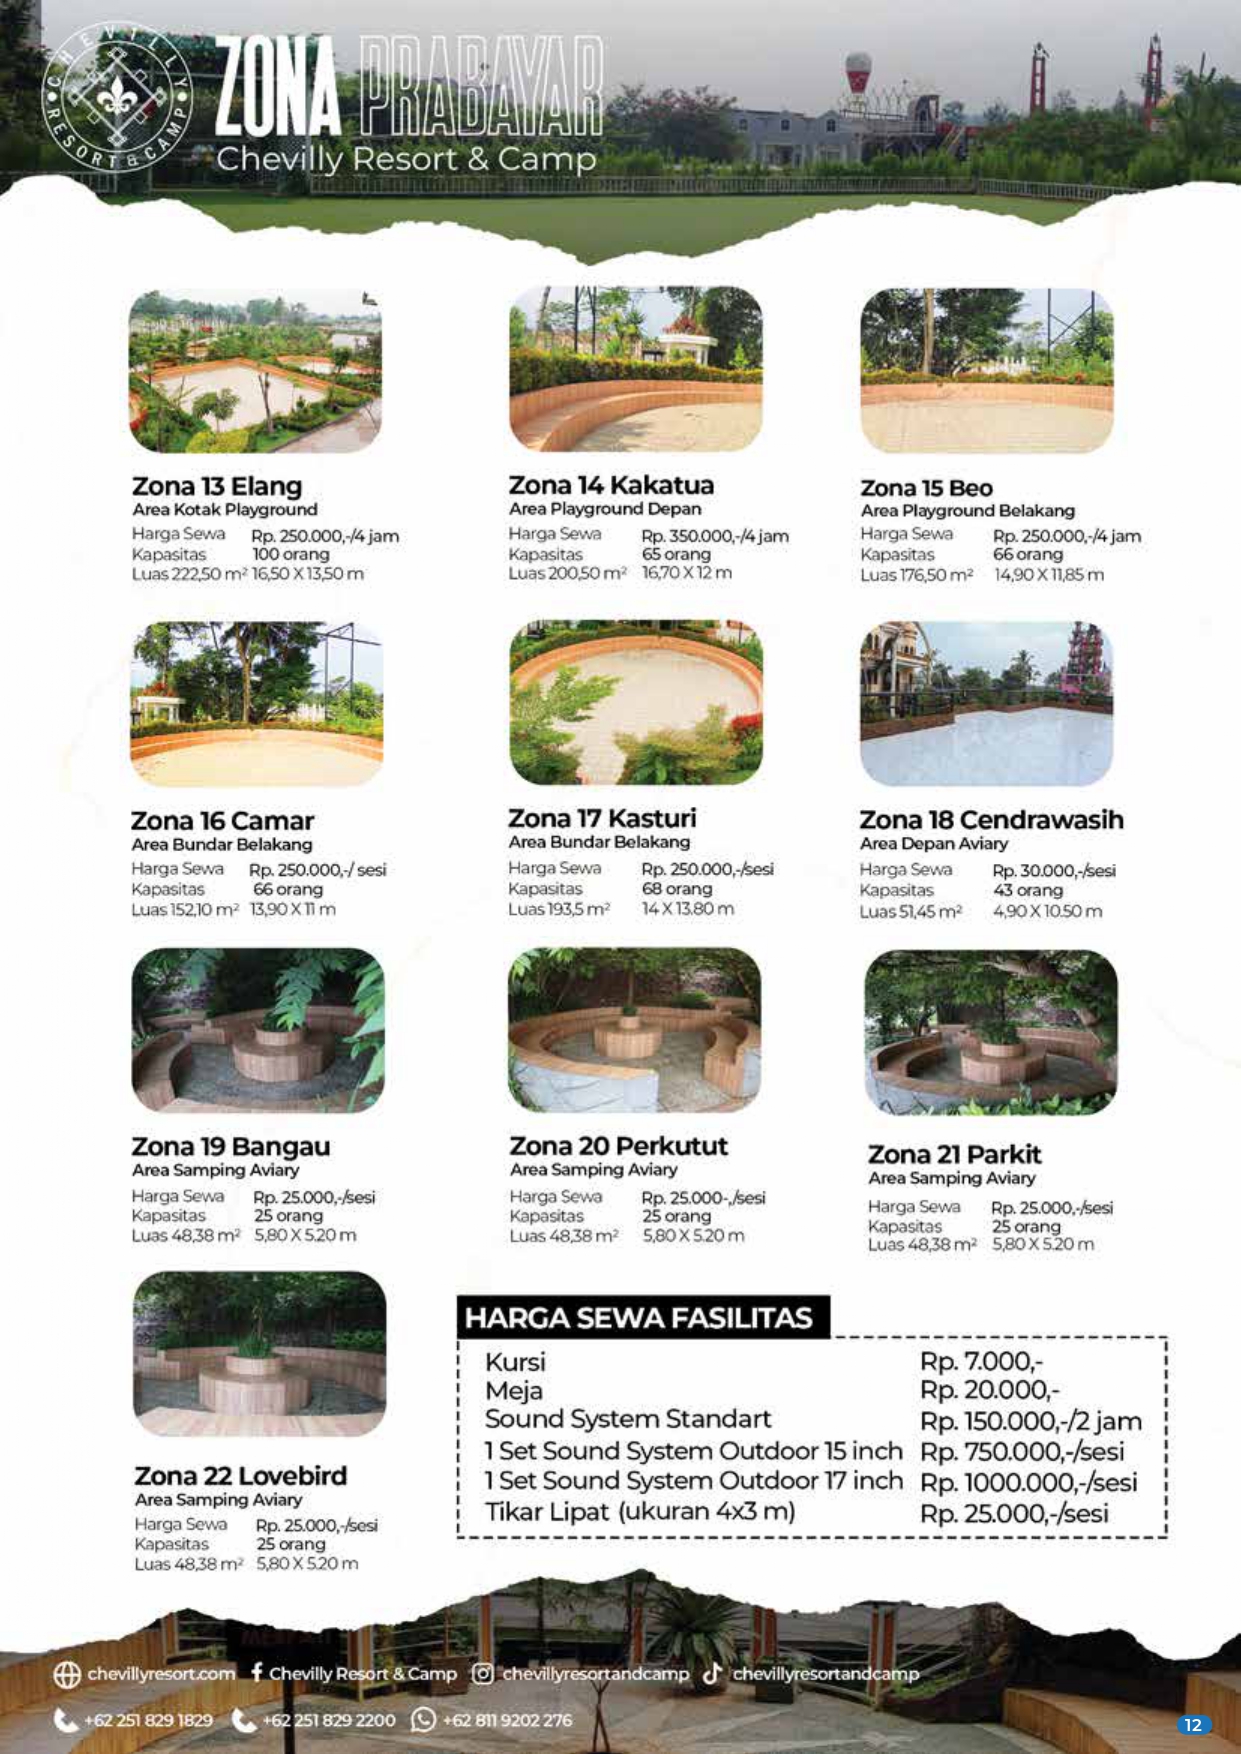 CHEVILLY
RESORT & CAMP
ZONA PRABAYAR
Chevilly Resort & Camp
Zona 13 Elang
Area Kotak Playground
Harga Sewa Rp. 250.000,-/4 jam
Kapasitas 100 orang
Luas 222,50 m² 16,50 X 13,50 m
Zona 14 Kakatua
Area Playground Depan
Harga Sewa Rp. 350.000,-/4 jam
Kapasitas 65 orang
Luas 200,50 m² 16,70 X 12 m
Zona 15 Beo
Area Playground Belakang
Harga Sewa Rp. 250.000,-/4 jam
Kapasitas 66 orang
Luas 176,50 m² 14,90 X 11,85 m
Zona 16 Camar
Area Bundar Belakang
Harga Sewa Rp. 250.000,-/ sesi
Kapasitas 66 orang
Luas 152,10 m² 13,90 X 11 m
Zona 17 Kasturi
Area Bundar Belakang
Harga Sewa Rp. 250.000,-/sesi
Kapasitas 68 orang
Luas 193,5 m² 14 X 13.80 m
Zona 18 Cendrawasih
Area Depan Aviary
Harga Sewa Rp. 30.000,-/sesi
Kapasitas 43 orang
Luas 51,45 m² 4,90 X 10.50 m
Zona 19 Bangau
Area Samping Aviary
Harga Sewa Rp. 25.000,-/sesi
Kapasitas 25 orang
Luas 48,38 m² 5,80 X 5.20 m
Zona 20 Perkutut
Area Samping Aviary
Harga Sewa Rp. 25.000-,/sesi
Kapasitas 25 orang
Luas 48,38 m² 5,80 X 5.20 m
Zona 21 Parkit
Area Samping Aviary
Harga Sewa Rp. 25.000,-/sesi
Kapasitas 25 orang
Luas 48,38 m² 5,80 X 5.20 m
Zona 22 Lovebird
Area Samping Aviary
Harga Sewa Rp. 25.000,-/sesi
Kapasitas 25 orang
Luas 48,38 m² 5,80 X 5.20 m
HARGA SEWA FASILITAS
Kursi Rp. 7.000,-
Meja Rp. 20.000,-
Sound System Standart Rp. 150.000,-/2 jam
1 Set Sound System Outdoor 15 inch Rp. 750.000,-/sesi
1 Set Sound System Outdoor 17 inch Rp. 1000.000,-/sesi
Tikar Lipat (ukuran 4x3 m) Rp. 25.000,-/sesi
chevillyresort.com Chevilly Resort & Camp chevillyresortandcamp chevillyresortandcamp
+62 251 829 1829 +62 251 829 2200 +62 811 9202 276
12